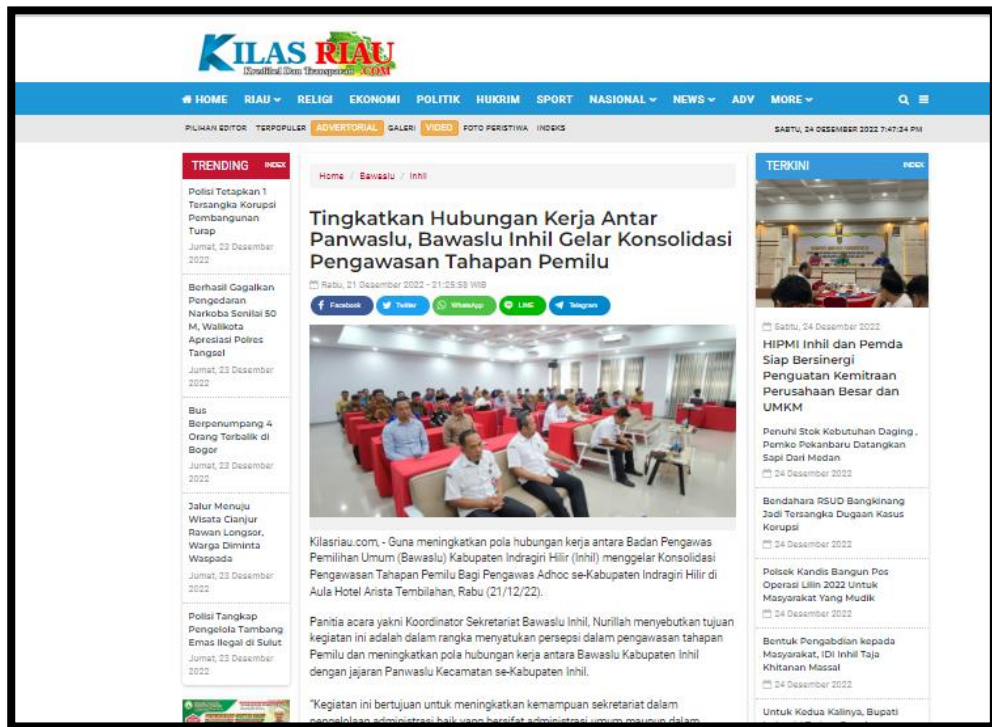 KILAS RIAU
Kredibel Dan Transparan .COM
HOME RIAU RELIGI EKONOMI POLITIK HUKRIM SPORT NASIONAL NEWS ADV MORE
PILIHAN EDITOR TERPOPULER ADVERTORIAL GALERI VIDEO FOTO PERISTIWA INDEKS
SABTU, 24 DESEMBER 2022 7:47:24 PM
TRENDING INDEX
Polisi Tetapkan 1
Tersangka Korupsi
Pembangunan
Turap
Jumat, 23 Desember
2022
Berhasil Gagalkan
Pengedaran
Narkoba Senilai 50
M, Walikota
Apresiasi Polres
Tangsel
Jumat, 23 Desember
2022
Bus
Berpenumpang 4
Orang Terbalik di
Bogor
Jumat, 23 Desember
2022
Jalur Menuju
Wisata Cianjur
Rawan Longsor,
Warga Diminta
Waspada
Jumat, 23 Desember
2022
Polisi Tangkap
Pengelola Tambang
Emas Ilegal di Sulut
Jumat, 23 Desember
2022
Home / Bawaslu / Inhil
Tingkatkan Hubungan Kerja Antar
Panwaslu, Bawaslu Inhil Gelar Konsolidasi
Pengawasan Tahapan Pemilu
Rabu, 21 Desember 2022 - 21:25:58 WIB
Facebook Twitter WhatsApp LINE Telegram
Kilasriau.com, - Guna meningkatkan pola hubungan kerja antara Badan Pengawas
Pemilihan Umum (Bawaslu) Kabupaten Indragiri Hilir (Inhil) menggelar Konsolidasi
Pengawasan Tahapan Pemilu Bagi Pengawas Adhoc se-Kabupaten Indragiri Hilir di
Aula Hotel Arista Tembilahan, Rabu (21/12/22).
Panitia acara yakni Koordinator Sekretariat Bawaslu Inhil, Nurillah menyebutkan tujuan
kegiatan ini adalah dalam rangka menyatukan persepsi dalam pengawasan tahapan
Pemilu dan meningkatkan pola hubungan kerja antara Bawaslu Kabupaten Inhil
dengan jajaran Panwaslu Kecamatan se-Kabupaten Inhil.
"Kegiatan ini bertujuan untuk meningkatkan kemampuan sekretariat dalam
pengelolaan administrasi baik yang bersifat administrasi umum maupun dalam
TERKINI INDEX
Sabtu, 24 Desember 2022
HIPMI Inhil dan Pemda
Siap Bersinergi
Penguatan Kemitraan
Perusahaan Besar dan
UMKM
Penuhi Stok Kebutuhan Daging ,
Pemko Pekanbaru Datangkan
Sapi Dari Medan
24 Desember 2022
Bendahara RSUD Bangkinang
Jadi Tersangka Dugaan Kasus
Korupsi
24 Desember 2022
Polsek Kandis Bangun Pos
Operasi Lilin 2022 Untuk
Masyarakat Yang Mudik
24 Desember 2022
Bentuk Pengabdian kepada
Masyarakat, IDI Inhil Taja
Khitanan Massal
24 Desember 2022
Untuk Kedua Kalinya, Bupati